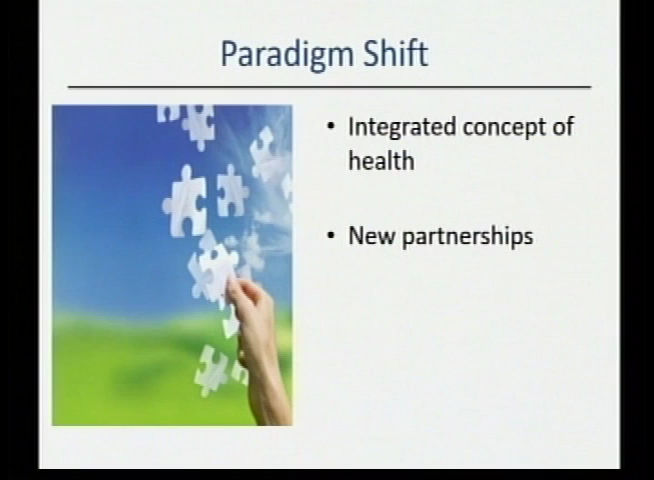 Paradigm Shift
• Integrated concept of
health
• New partnerships